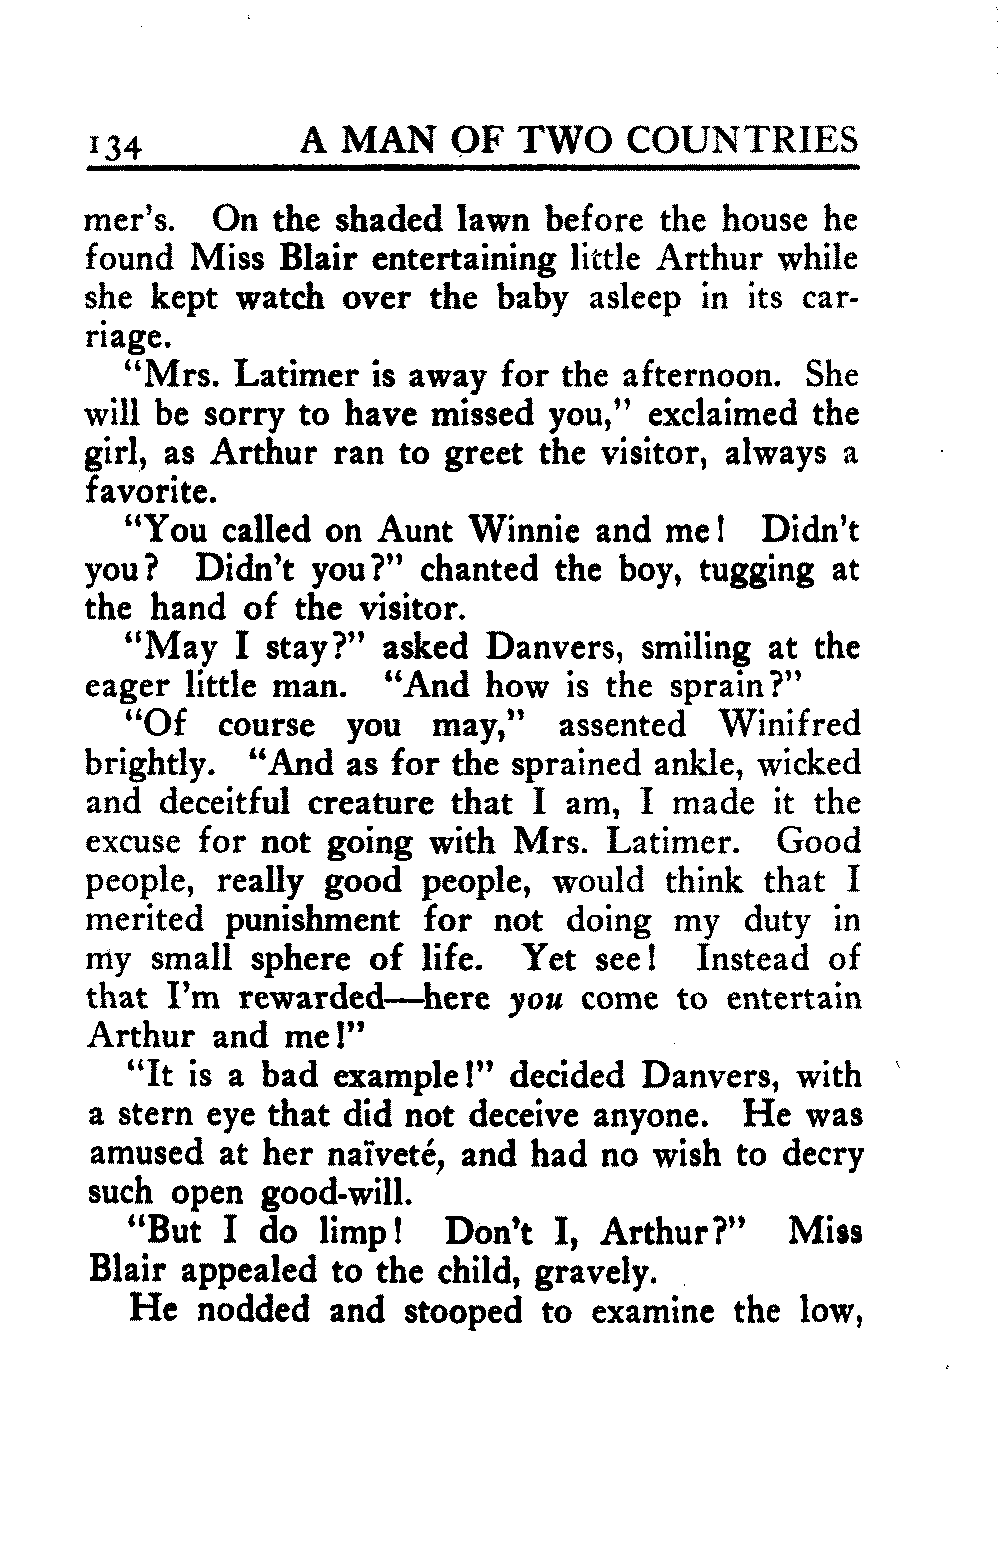 134 A MAN OF TWO COUNTRIES
mer's. On the shaded lawn before the house he
found Miss Blair entertaining little Arthur while
she kept watch over the baby asleep in its car-
riage.
"Mrs. Latimer is away for the afternoon. She
will be sorry to have missed you," exclaimed the
girl, as Arthur ran to greet the visitor, always a
favorite.
"You called on Aunt Winnie and me! Didn't
you? Didn't you?" chanted the boy, tugging at
the hand of the visitor.
"May I stay?" asked Danvers, smiling at the
eager little man. "And how is the sprain?"
"Of course you may," assented Winifred
brightly. "And as for the sprained ankle, wicked
and deceitful creature that I am, I made it the
excuse for not going with Mrs. Latimer. Good
people, really good people, would think that I
merited punishment for not doing my duty in
my small sphere of life. Yet see! Instead of
that I'm rewarded—here you come to entertain
Arthur and me!"
"It is a bad example!" decided Danvers, with
a stern eye that did not deceive anyone. He was
amused at her naïveté, and had no wish to decry
such open good-will.
"But I do limp! Don't I, Arthur?" Miss
Blair appealed to the child, gravely.
He nodded and stooped to examine the low,